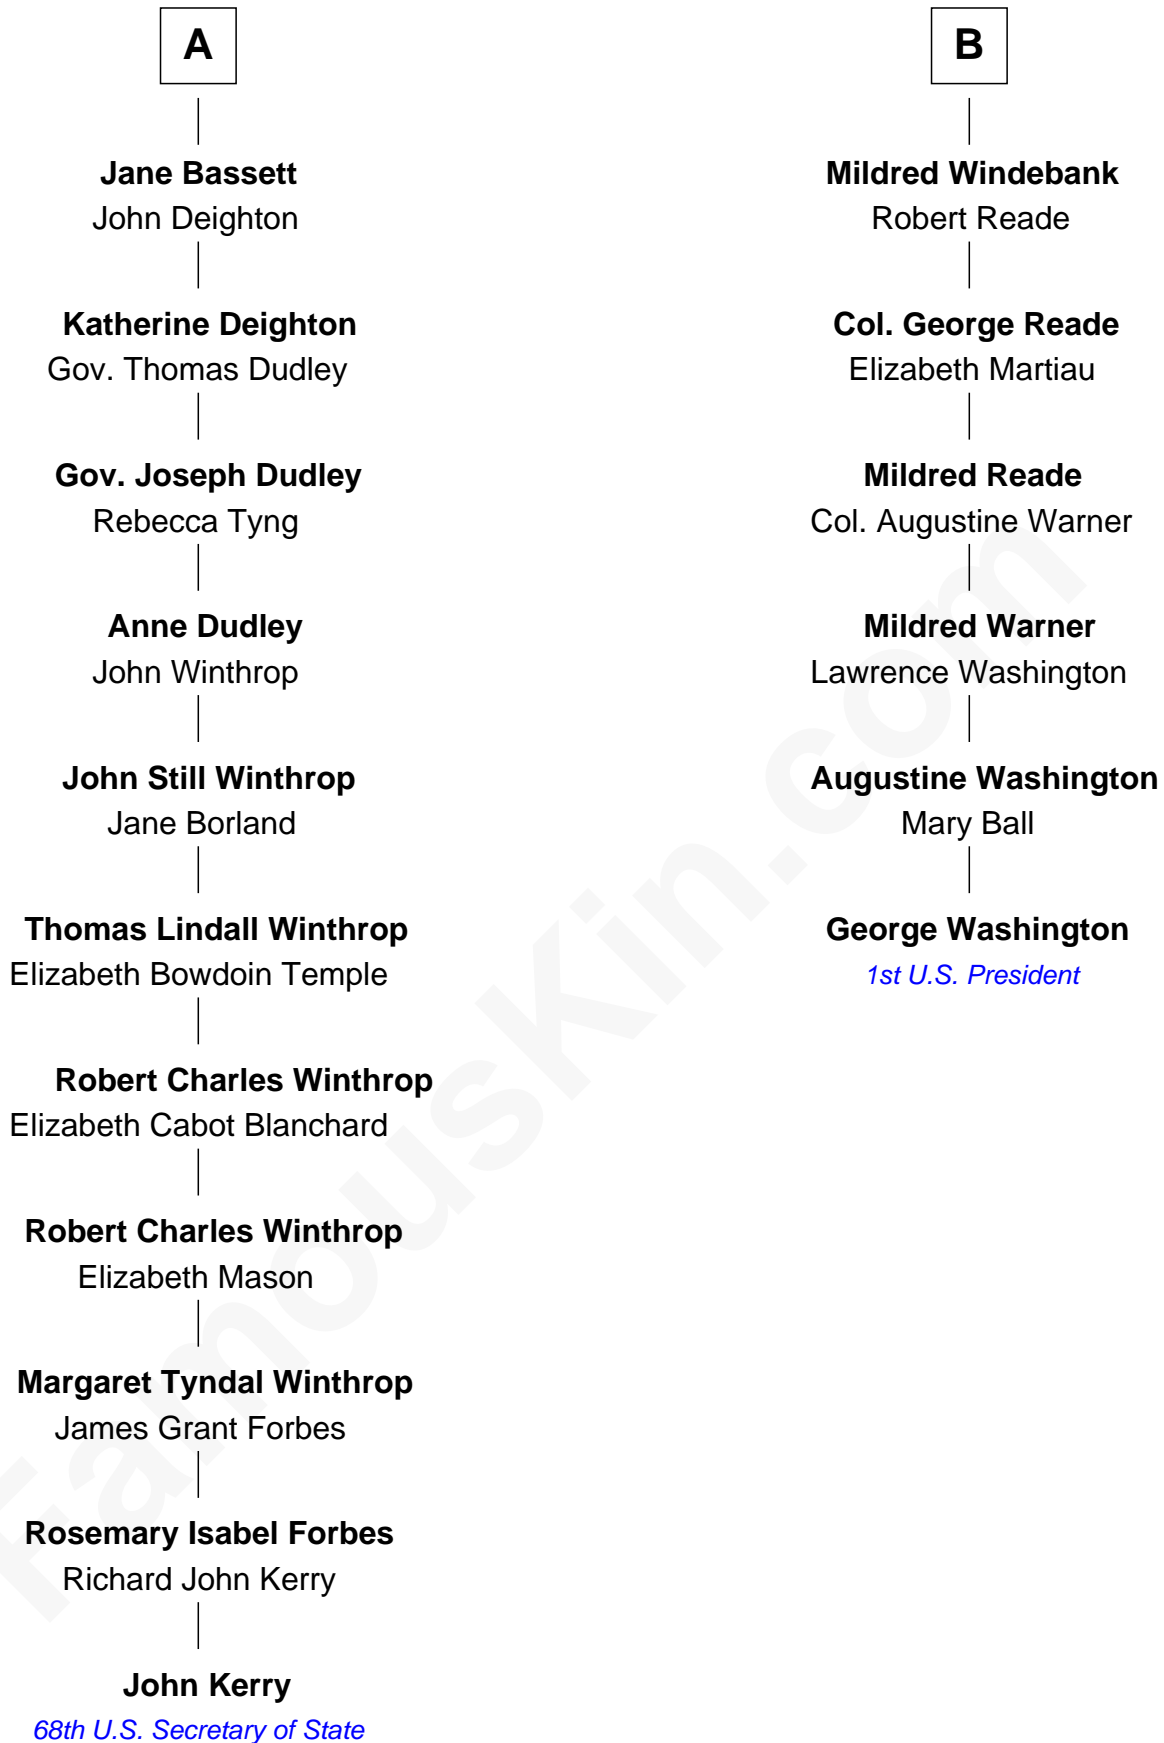 A
Jane Bassett
John Deighton
Katherine Deighton
Gov. Thomas Dudley
Gov. Joseph Dudley
Rebecca Tyng
Anne Dudley
John Winthrop
John Still Winthrop
Jane Borland
Thomas Lindall Winthrop
Elizabeth Bowdoin Temple
Robert Charles Winthrop
Elizabeth Cabot Blanchard
Robert Charles Winthrop
Elizabeth Mason
Margaret Tyndal Winthrop
James Grant Forbes
Rosemary Isabel Forbes
Richard John Kerry
John Kerry
68th U.S. Secretary of State
B
Mildred Windebank
Robert Reade
Col. George Reade
Elizabeth Martiau
Mildred Reade
Col. Augustine Warner
Mildred Warner
Lawrence Washington
Augustine Washington
Mary Ball
George Washington
1st U.S. President
FamousKin.com